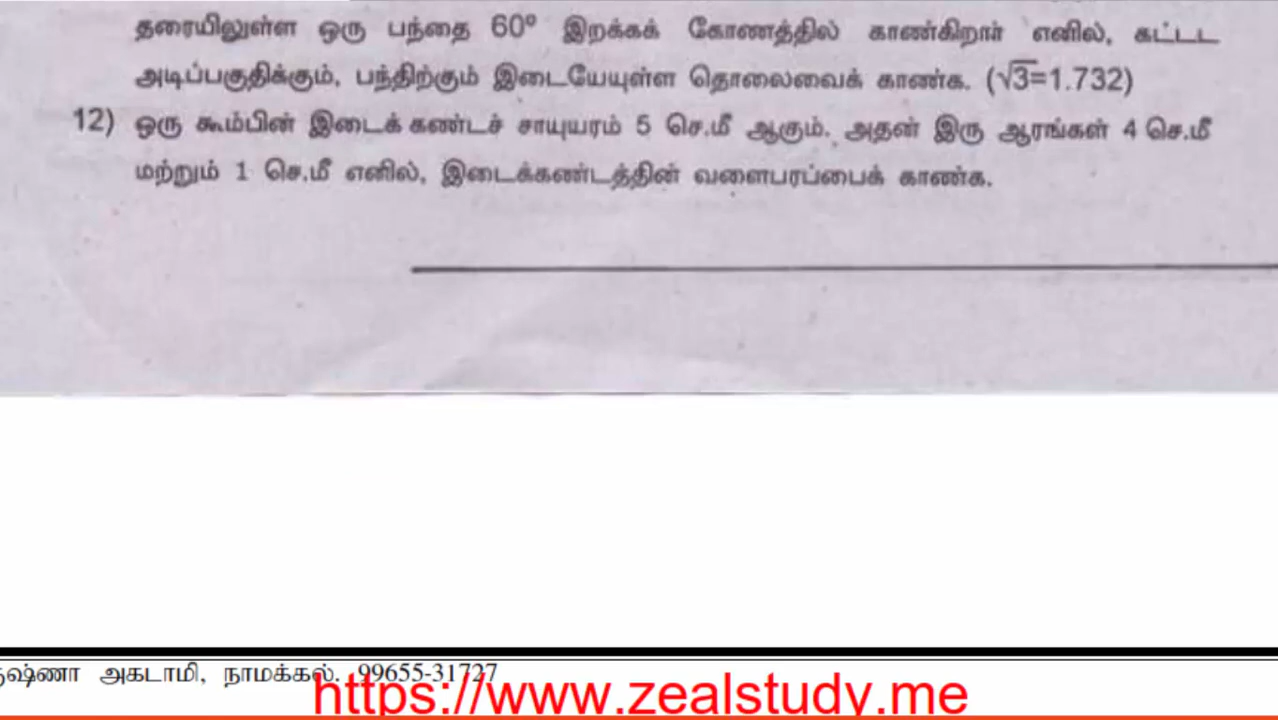 தரையிலுள்ள ஒரு பந்தை 60° இறக்கக் கோணத்தில் காண்கிறார் எனில், கட்டட
அடிப்பகுதிக்கும், பந்திற்கும் இடையேயுள்ள தொலைவைக் காண்க. (√3=1.732)
12) ஒரு கூம்பின் இடைக் கண்டச் சாயுயரம் 5 செ.மீ ஆகும். அதன் இரு ஆரங்கள் 4 செ.மீ
மற்றும் 1 செ.மீ எனில், இடைக்கண்டத்தின் வளைபரப்பைக் காண்க.
அகடாமி, நாமக்கல். 99655-31727
https://www.zealstudy.me